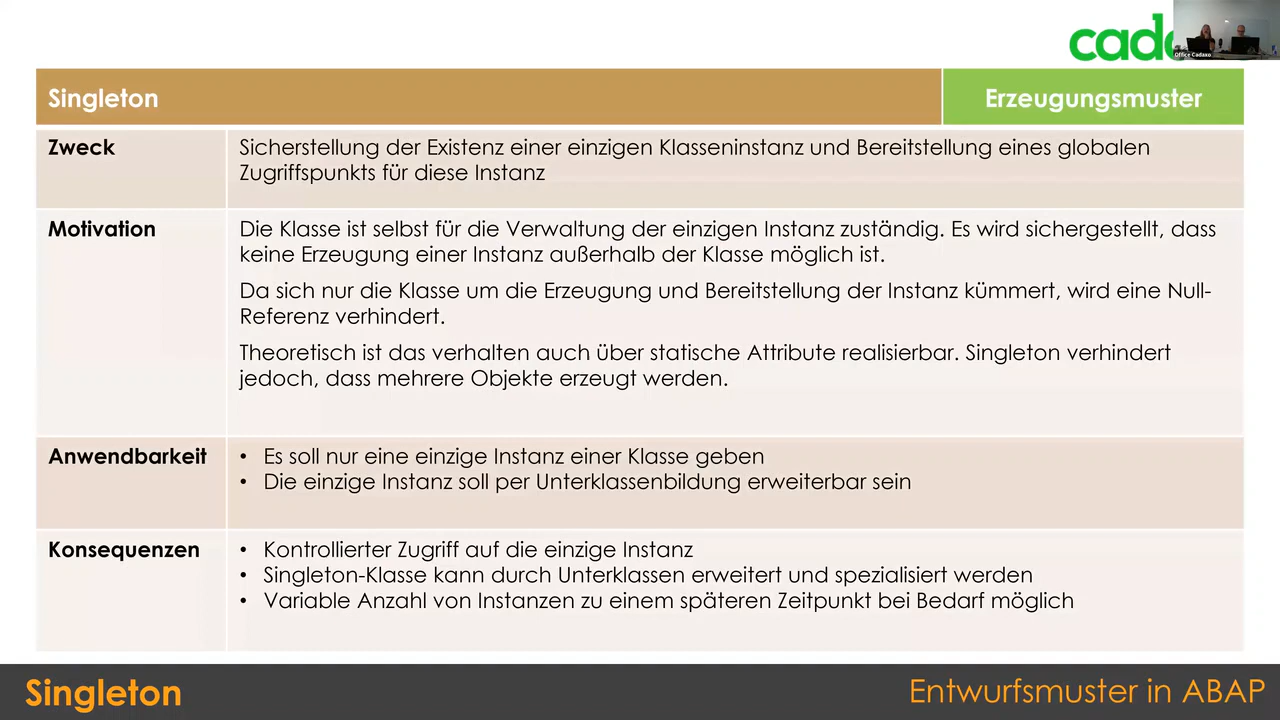 cada
Office Cadaxo
Singleton
Erzeugungsmuster
Zweck
Sicherstellung der Existenz einer einzigen Klasseninstanz und Bereitstellung eines globalen
Zugriffspunkts für diese Instanz
Motivation
Die Klasse ist selbst für die Verwaltung der einzigen Instanz zuständig. Es wird sichergestellt, dass
keine Erzeugung einer Instanz außerhalb der Klasse möglich ist.
Da sich nur die Klasse um die Erzeugung und Bereitstellung der Instanz kümmert, wird eine Null-
Referenz verhindert.
Theoretisch ist das verhalten auch über statische Attribute realisierbar. Singleton verhindert
jedoch, dass mehrere Objekte erzeugt werden.
Anwendbarkeit
• Es soll nur eine einzige Instanz einer Klasse geben
• Die einzige Instanz soll per Unterklassenbildung erweiterbar sein
Konsequenzen
• Kontrollierter Zugriff auf die einzige Instanz
• Singleton-Klasse kann durch Unterklassen erweitert und spezialisiert werden
• Variable Anzahl von Instanzen zu einem späteren Zeitpunkt bei Bedarf möglich
Singleton
Entwurfsmuster in ABAP